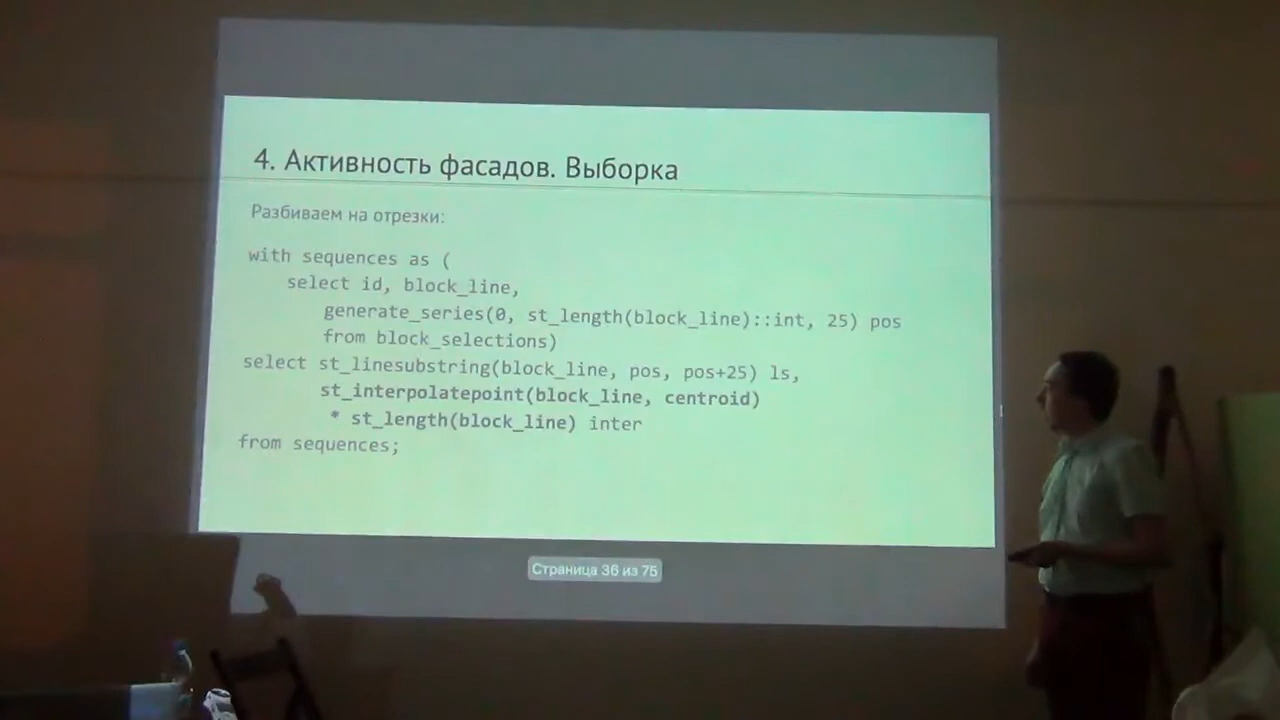 4. Активность фасадов. Выборка
Разбиваем на отрезки:
with sequences as (
select id, block_line,
generate_series(0, st_length(block_line)::int, 25) pos
from block_selections)
select st_linesubstring(block_line, pos, pos+25) ls,
st_interpolatepoint(block_line, centroid)
* st_length(block_line) inter
from sequences;
Страница 36 из 75